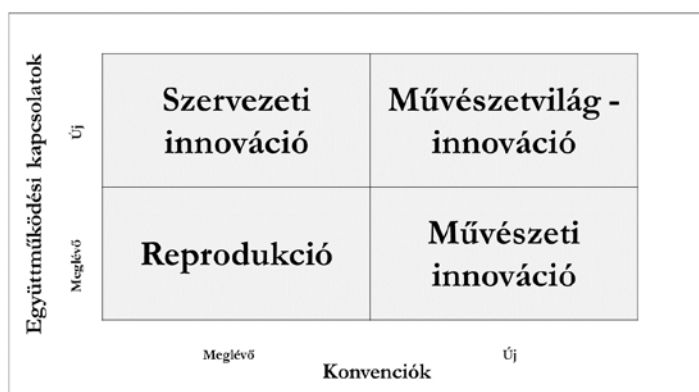 Együttműködési kapcsolatok
Új
Meglévő
Szervezeti
innováció
Művészetvilág -
innováció
Reprodukció
Művészeti
innováció
Meglévő
Új
Konvenciók